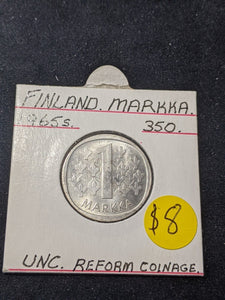 FINLAND. MARKKA.
1965s. 350.
1
MARKKA
$8
UNC. REFORM COINAGE.